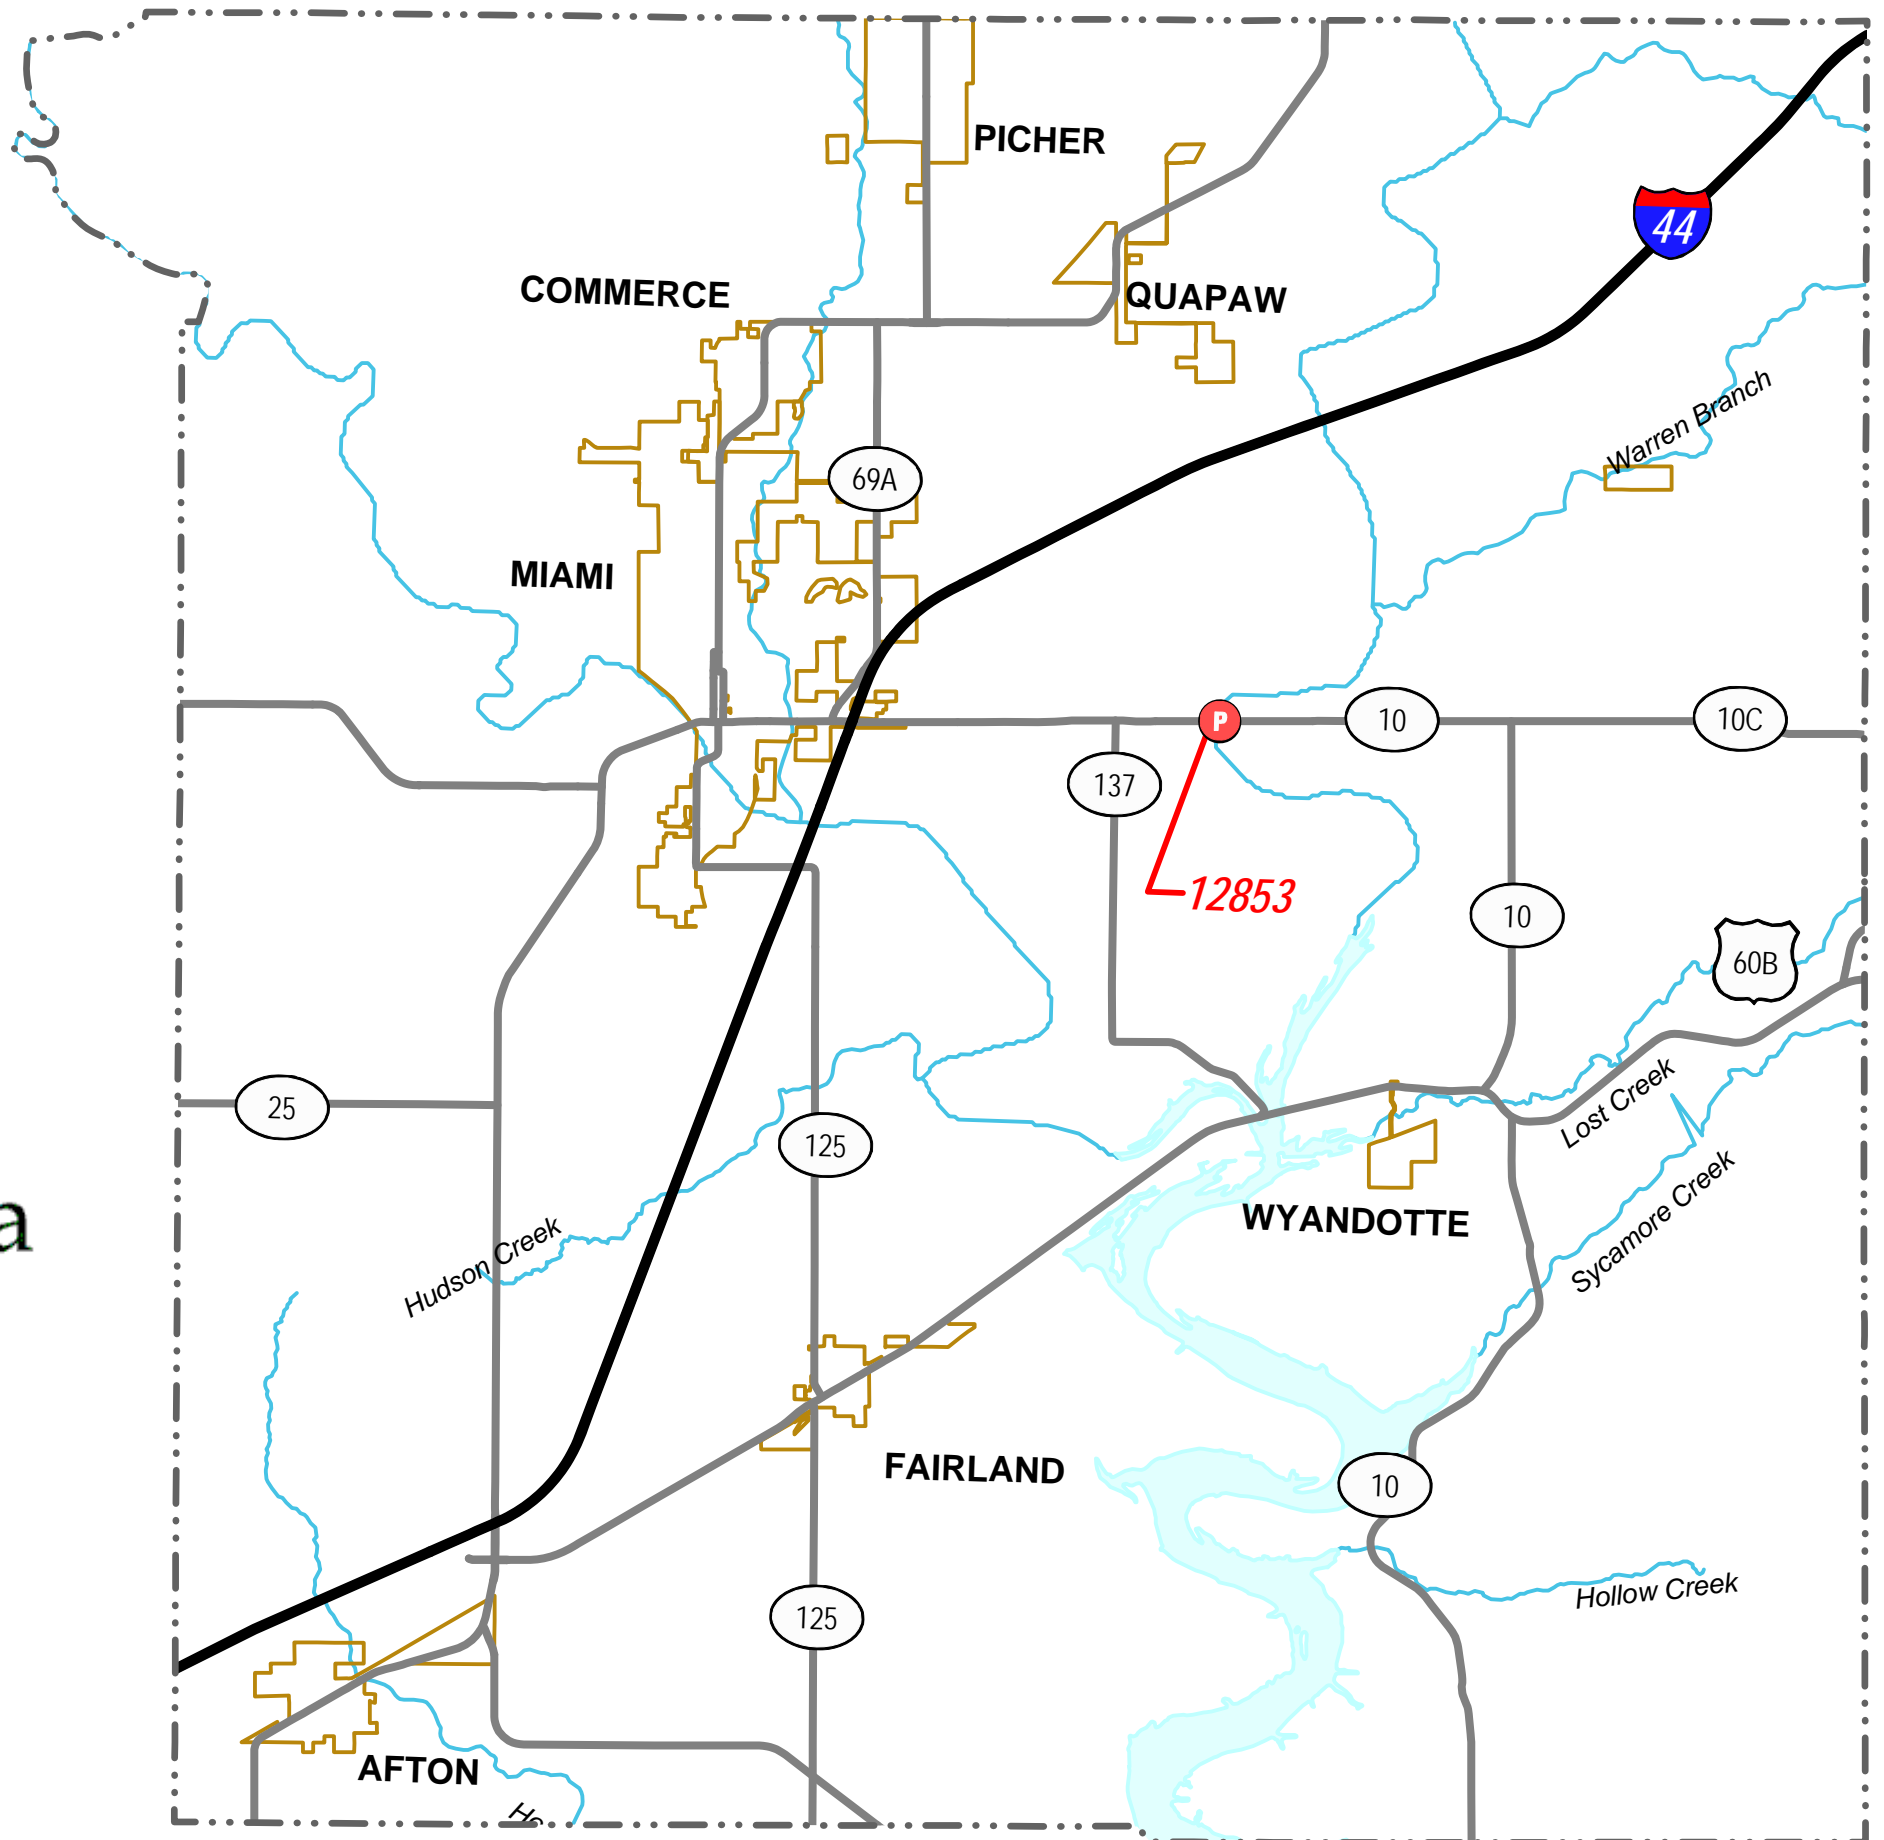 PICHER
44
COMMERCE
QUAPAW
Warren Branch
69A
MIAMI
P
10
10C
137
12853
10
60B
25
125
Lost Creek
WYANDOTTE
Sycamore Creek
a
Hudson Creek
FAIRLAND
10
125
Hollow Creek
AFTON